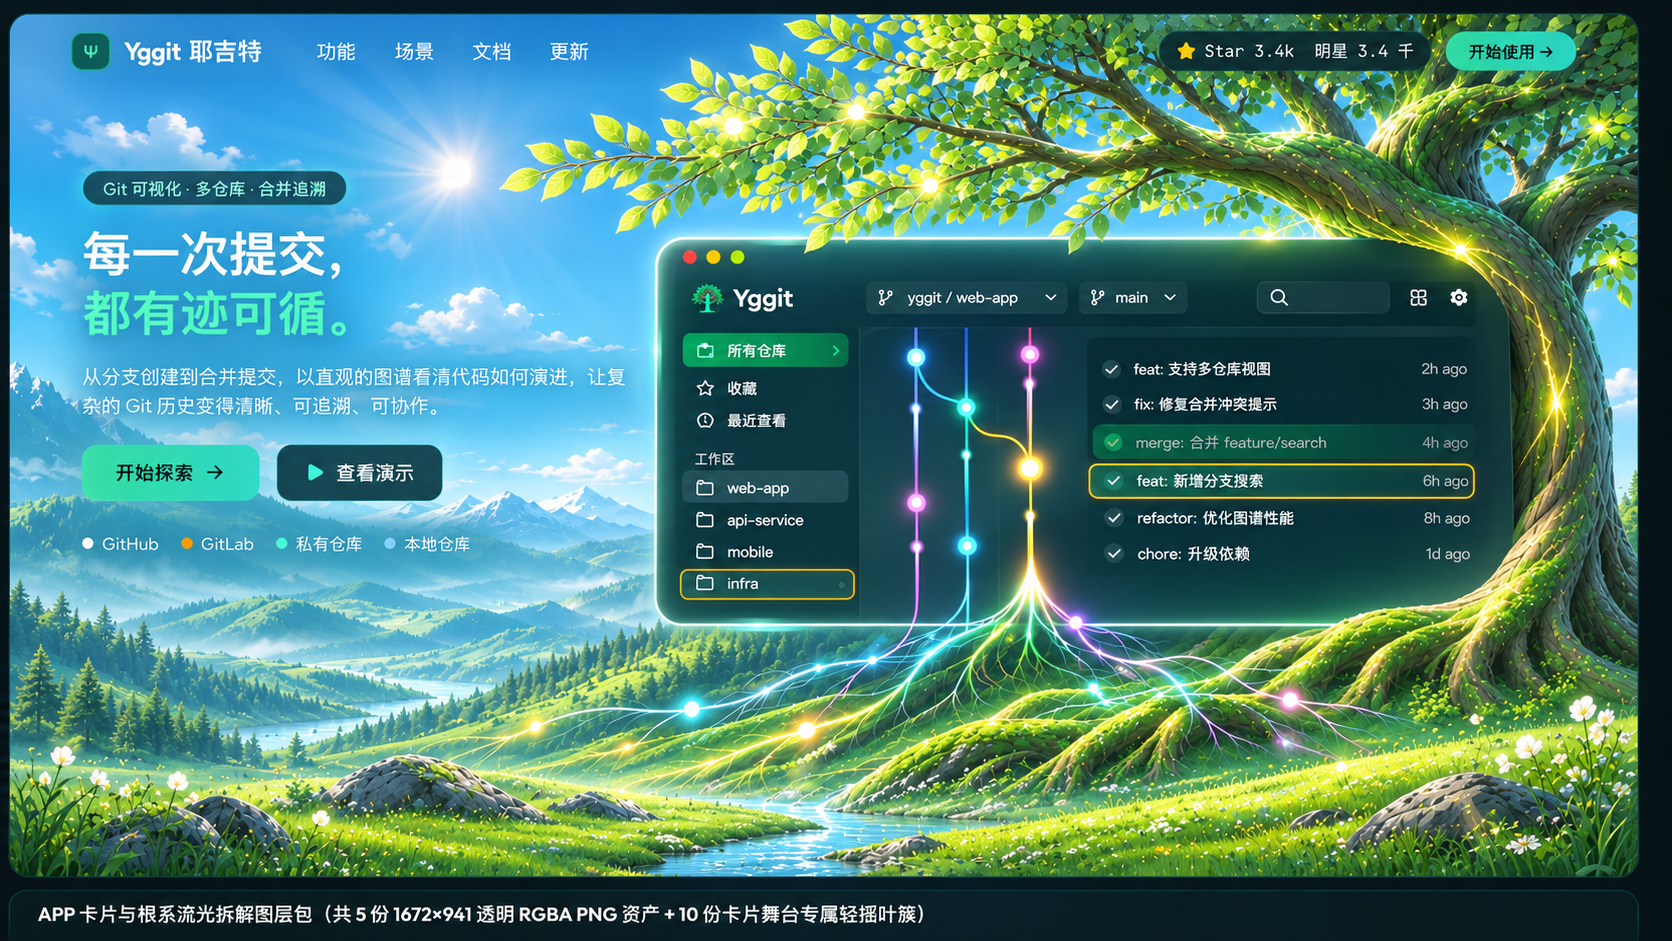 Yggit 耶吉特
功能
场景
文档
更新
Star 3.4k 明星 3.4 千
开始使用 →
Git 可视化 · 多仓库 · 合并追溯
每一次提交，
都有迹可循。
从分支创建到合并提交，以直观的图谱看清代码如何演进，让复
杂的 Git 历史变得清晰、可追溯、可协作。
开始探索 →
查看演示
GitHub
GitLab
私有仓库
本地仓库
Yggit
yggit / web-app
main
所有仓库
收藏
最近查看
工作区
web-app
api-service
mobile
infra
feat: 支持多仓库视图 2h ago
fix: 修复合并冲突提示 3h ago
merge: 合并 feature/search 4h ago
feat: 新增分支搜索 6h ago
refactor: 优化图谱性能 8h ago
chore: 升级依赖 1d ago
APP 卡片与根系流光拆解图层包（共 5 份 1672×941 透明 RGBA PNG 资产 + 10 份卡片舞台专属轻摇叶簇）